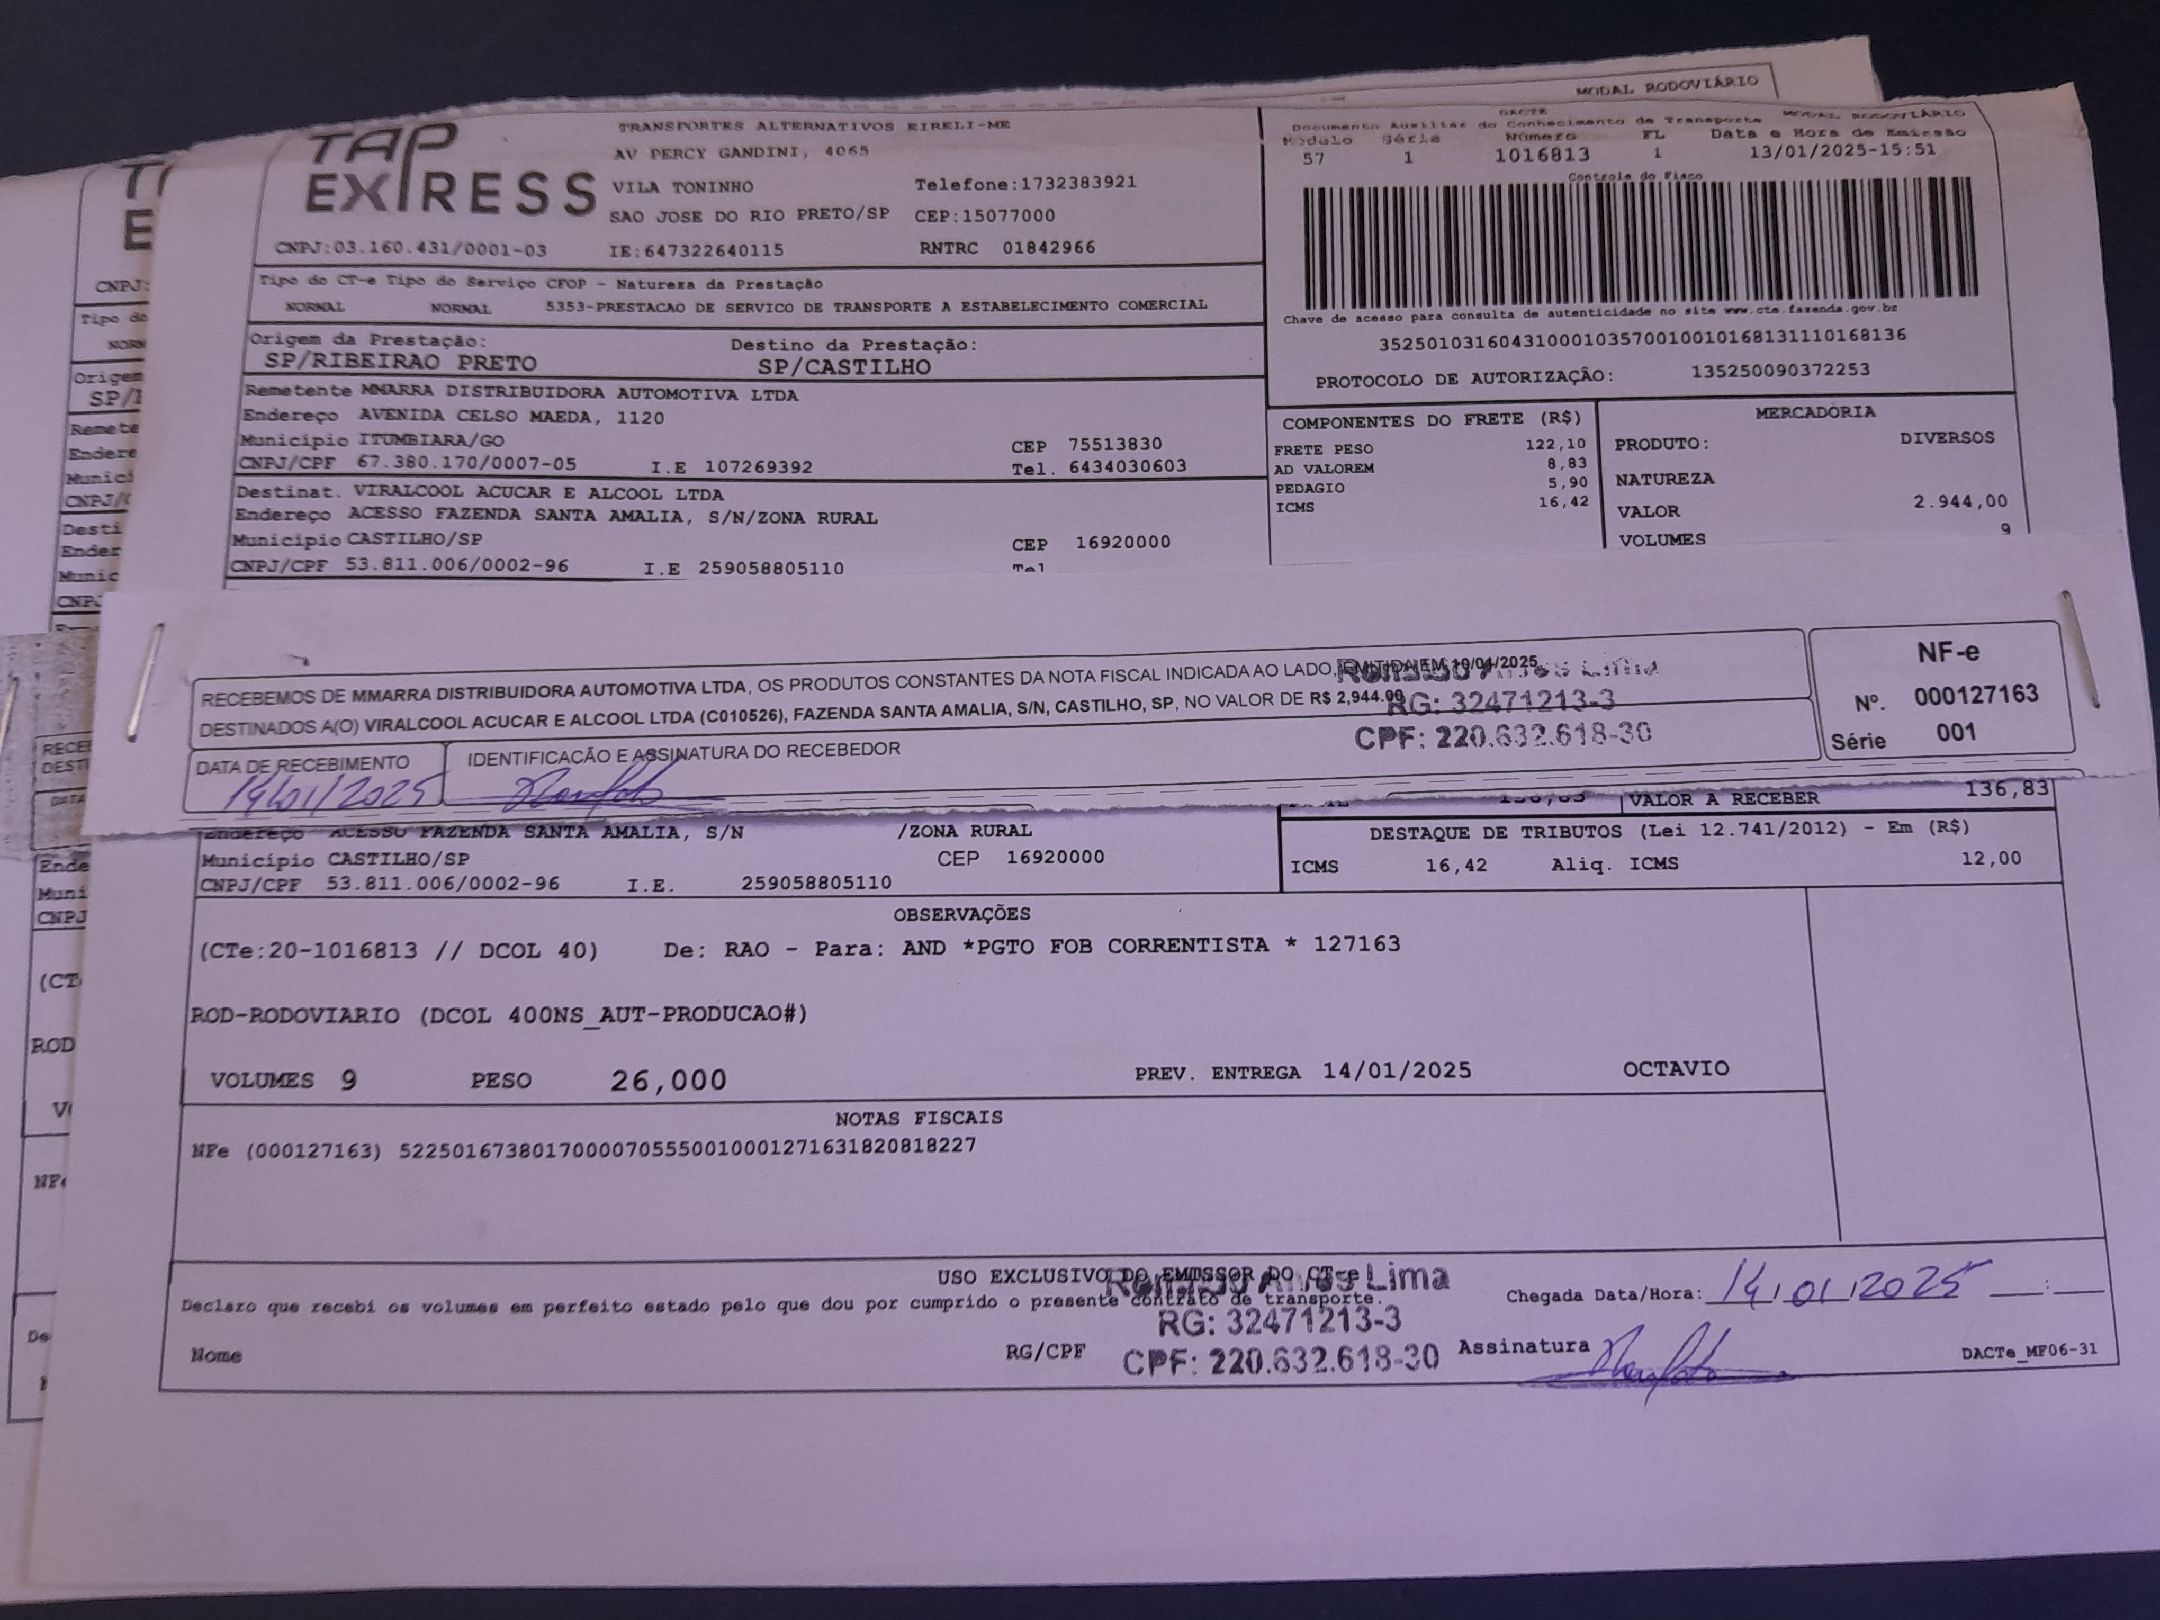 MODAL RODOVIÁRIO
TAP EXPRESS
TRANSPORTES ALTERNATIVOS EIRELI-ME
AV PERCY GANDINI, 4065
VILA TONINHO Telefone:1732383921
SAO JOSE DO RIO PRETO/SP CEP:15077000
CNPJ:03.160.431/0001-03 IE:647322640115 RNTRC 01842966
DACTE
Documento Auxiliar do Conhecimento de Transporte MODAL RODOVIÁRIO
Módulo Série Número FL Data e Hora de Emissão
57 1 1016813 1 13/01/2025-15:51
Controle do Fisco
Chave de acesso para consulta de autenticidade no site www.cte.fazenda.gov.br
35250103160431000103570010010168131110168136
PROTOCOLO DE AUTORIZAÇÃO: 135250090372253
Tipo do CT-e Tipo do Serviço CFOP - Natureza da Prestação
NORMAL NORMAL 5353-PRESTACAO DE SERVICO DE TRANSPORTE A ESTABELECIMENTO COMERCIAL
Origem da Prestação: Destino da Prestação:
SP/RIBEIRAO PRETO SP/CASTILHO
Remetente MMARRA DISTRIBUIDORA AUTOMOTIVA LTDA
Endereço AVENIDA CELSO MAEDA, 1120
Município ITUMBIARA/GO CEP 75513830
CNPJ/CPF 67.380.170/0007-05 I.E 107269392 Tel. 6434030603
Destinat. VIRALCOOL ACUCAR E ALCOOL LTDA
Endereço ACESSO FAZENDA SANTA AMALIA, S/N/ZONA RURAL
Município CASTILHO/SP CEP 16920000
CNPJ/CPF 53.811.006/0002-96 I.E 259058805110 Tel
COMPONENTES DO FRETE (R$)
FRETE PESO 122,10
AD VALOREM 8,83
PEDAGIO 5,90
ICMS 16,42
MERCADORIA
PRODUTO: DIVERSOS
NATUREZA
VALOR 2.944,00
VOLUMES 9
RECEBEMOS DE MMARRA DISTRIBUIDORA AUTOMOTIVA LTDA, OS PRODUTOS CONSTANTES DA NOTA FISCAL INDICADA AO LADO, EMITIDA EM 10/01/2025,
DESTINADOS A(O) VIRALCOOL ACUCAR E ALCOOL LTDA (C010526), FAZENDA SANTA AMALIA, S/N, CASTILHO, SP, NO VALOR DE R$ 2,944.00
Lima
RG: 32471213-3
CPF: 220.632.618-30
DATA DE RECEBIMENTO IDENTIFICAÇÃO E ASSINATURA DO RECEBEDOR
14/01/2025
NF-e
Nº. 000127163
Série 001
136,83 VALOR A RECEBER 136,83
Endereço ACESSO FAZENDA SANTA AMALIA, S/N /ZONA RURAL
Município CASTILHO/SP CEP 16920000
CNPJ/CPF 53.811.006/0002-96 I.E. 259058805110
DESTAQUE DE TRIBUTOS (Lei 12.741/2012) - Em (R$)
ICMS 16,42 Aliq. ICMS 12,00
OBSERVAÇÕES
(CTe:20-1016813 // DCOL 40) De: RAO - Para: AND *PGTO FOB CORRENTISTA * 127163
ROD-RODOVIARIO (DCOL 400NS_AUT-PRODUCAO#)
VOLUMES 9 PESO 26,000 PREV. ENTREGA 14/01/2025 OCTAVIO
NOTAS FISCAIS
NFe (000127163) 52250167380170000705550010001271631820818227
USO EXCLUSIVO DO EMISSOR DO CT-e
Declaro que recebi os volumes em perfeito estado pelo que dou por cumprido o presente contrato de transporte.
Lima
RG: 32471213-3
CPF: 220.632.618-30
Chegada Data/Hora: 14/01/2025 __:__
Nome RG/CPF Assinatura DACTe_MF06-31